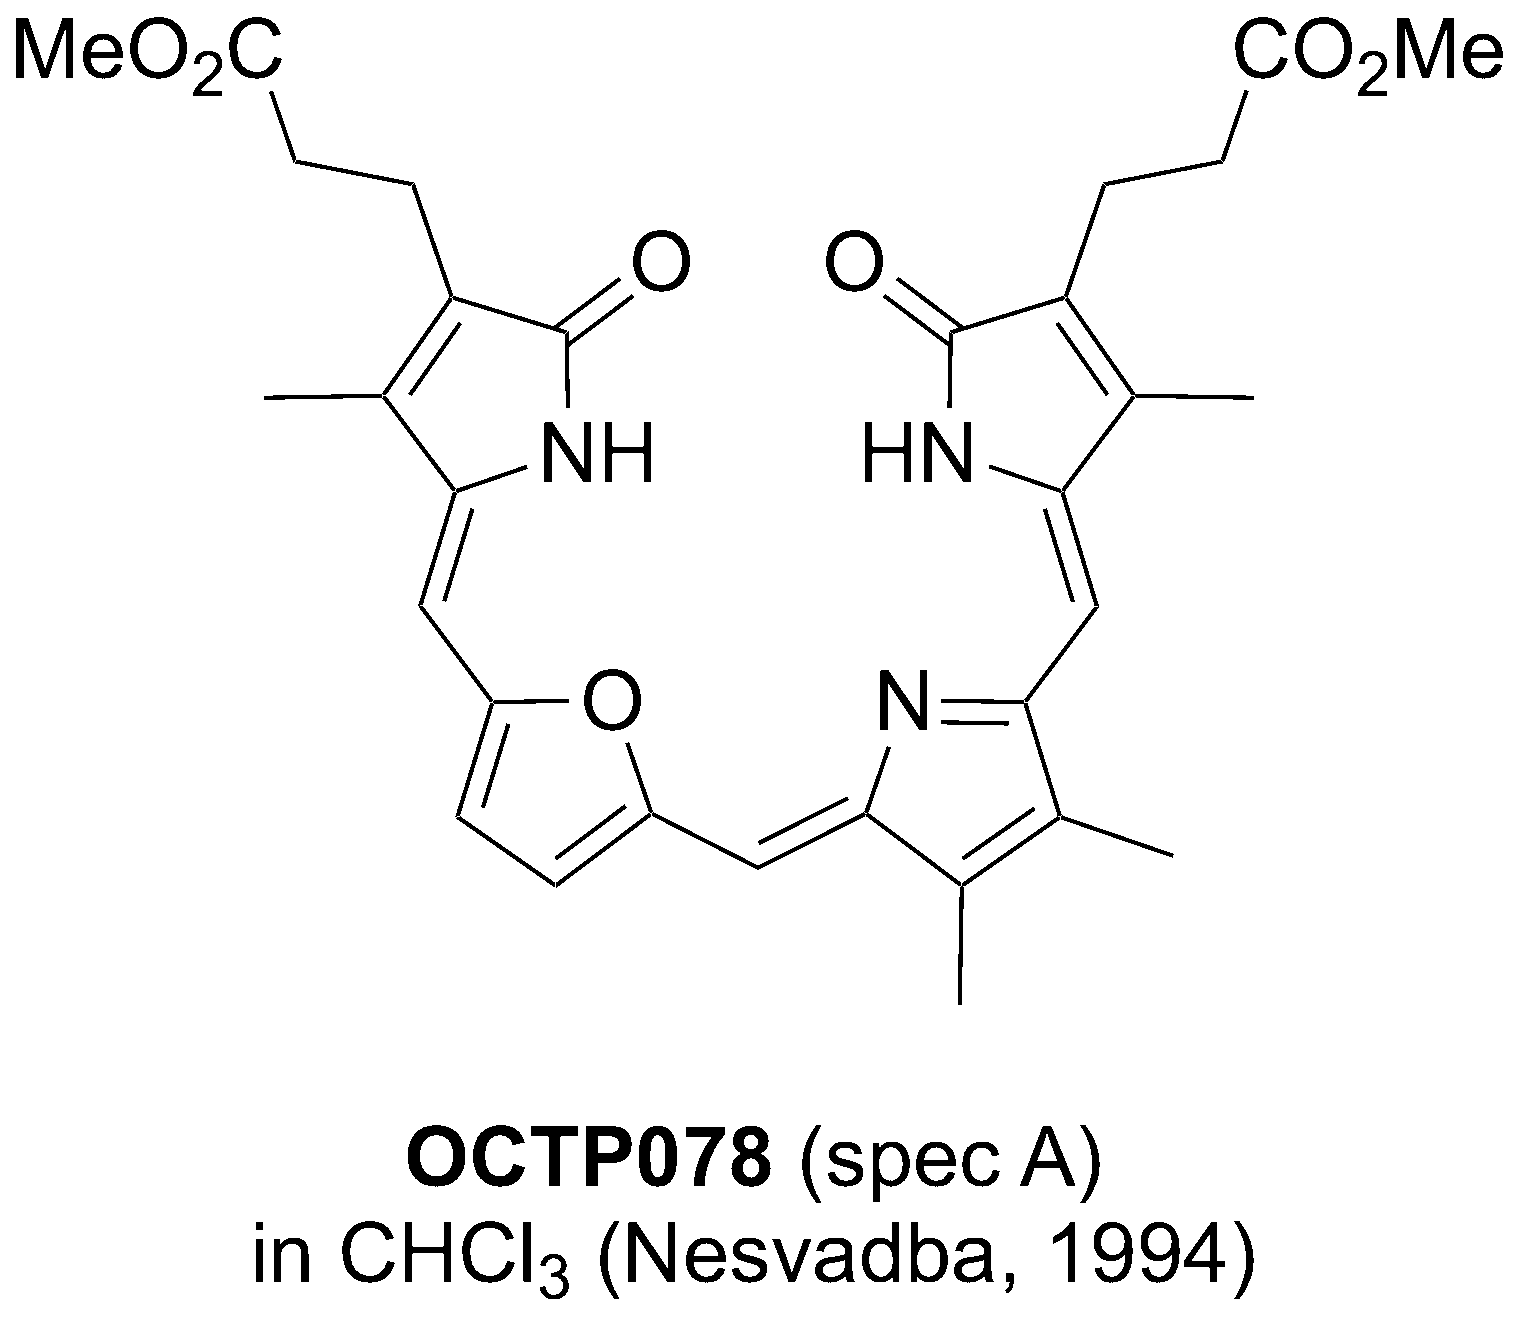 MeO₂C CO₂Me
O O
NH HN
O N
OCTP078 (spec A)
in CHCl₃ (Nesvadba, 1994)